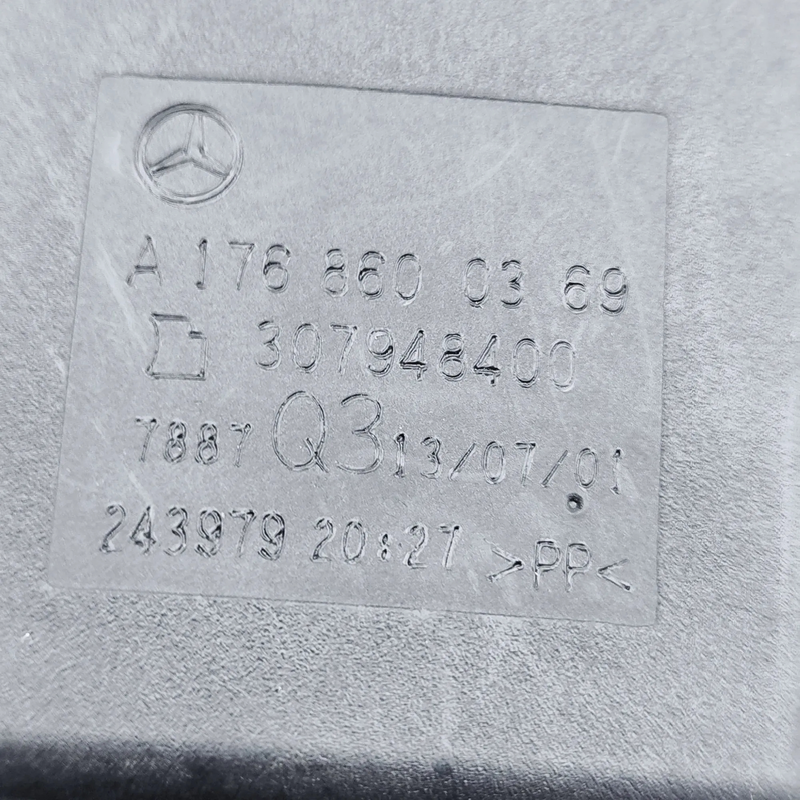 A 176 860 03 69
307948400
7887 Q3 13/07/01
243979 20:27 >PP<